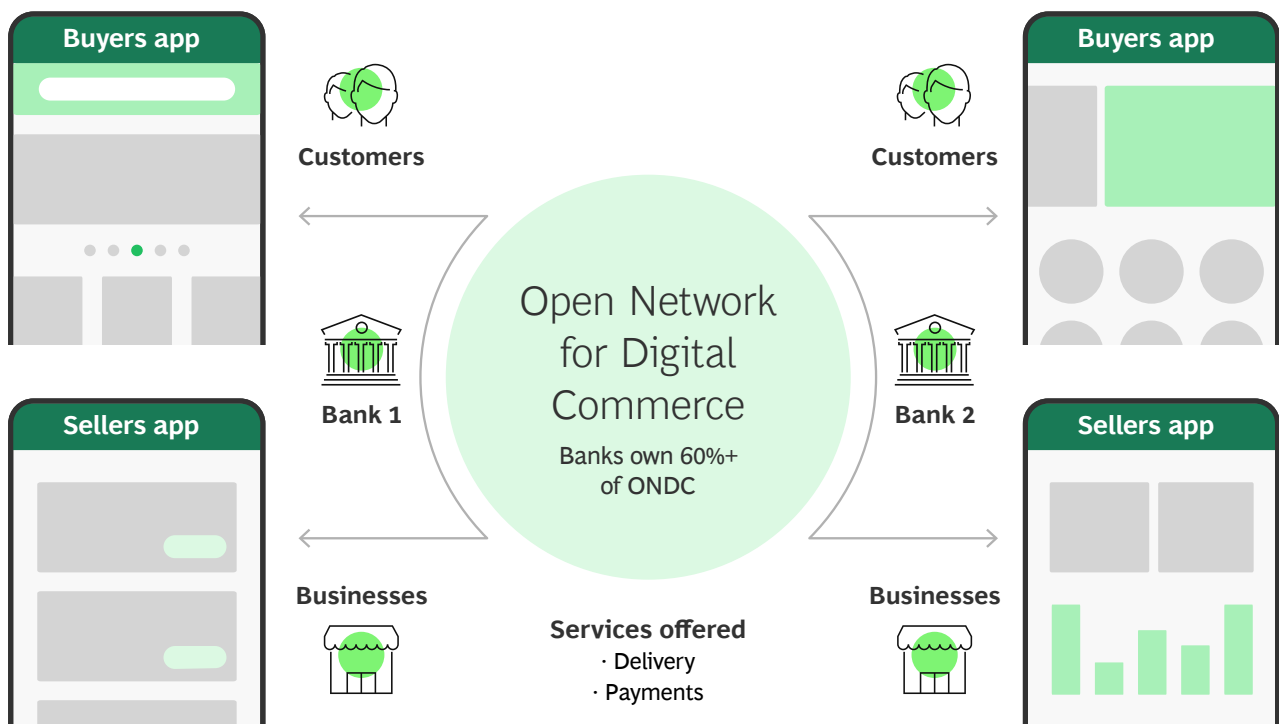 Buyers app
Buyers app
Customers
Customers
Open Network
for Digital
Commerce
Banks own 60%+
of ONDC
Bank 1
Bank 2
Sellers app
Sellers app
Businesses
Businesses
Services offered
· Delivery
· Payments